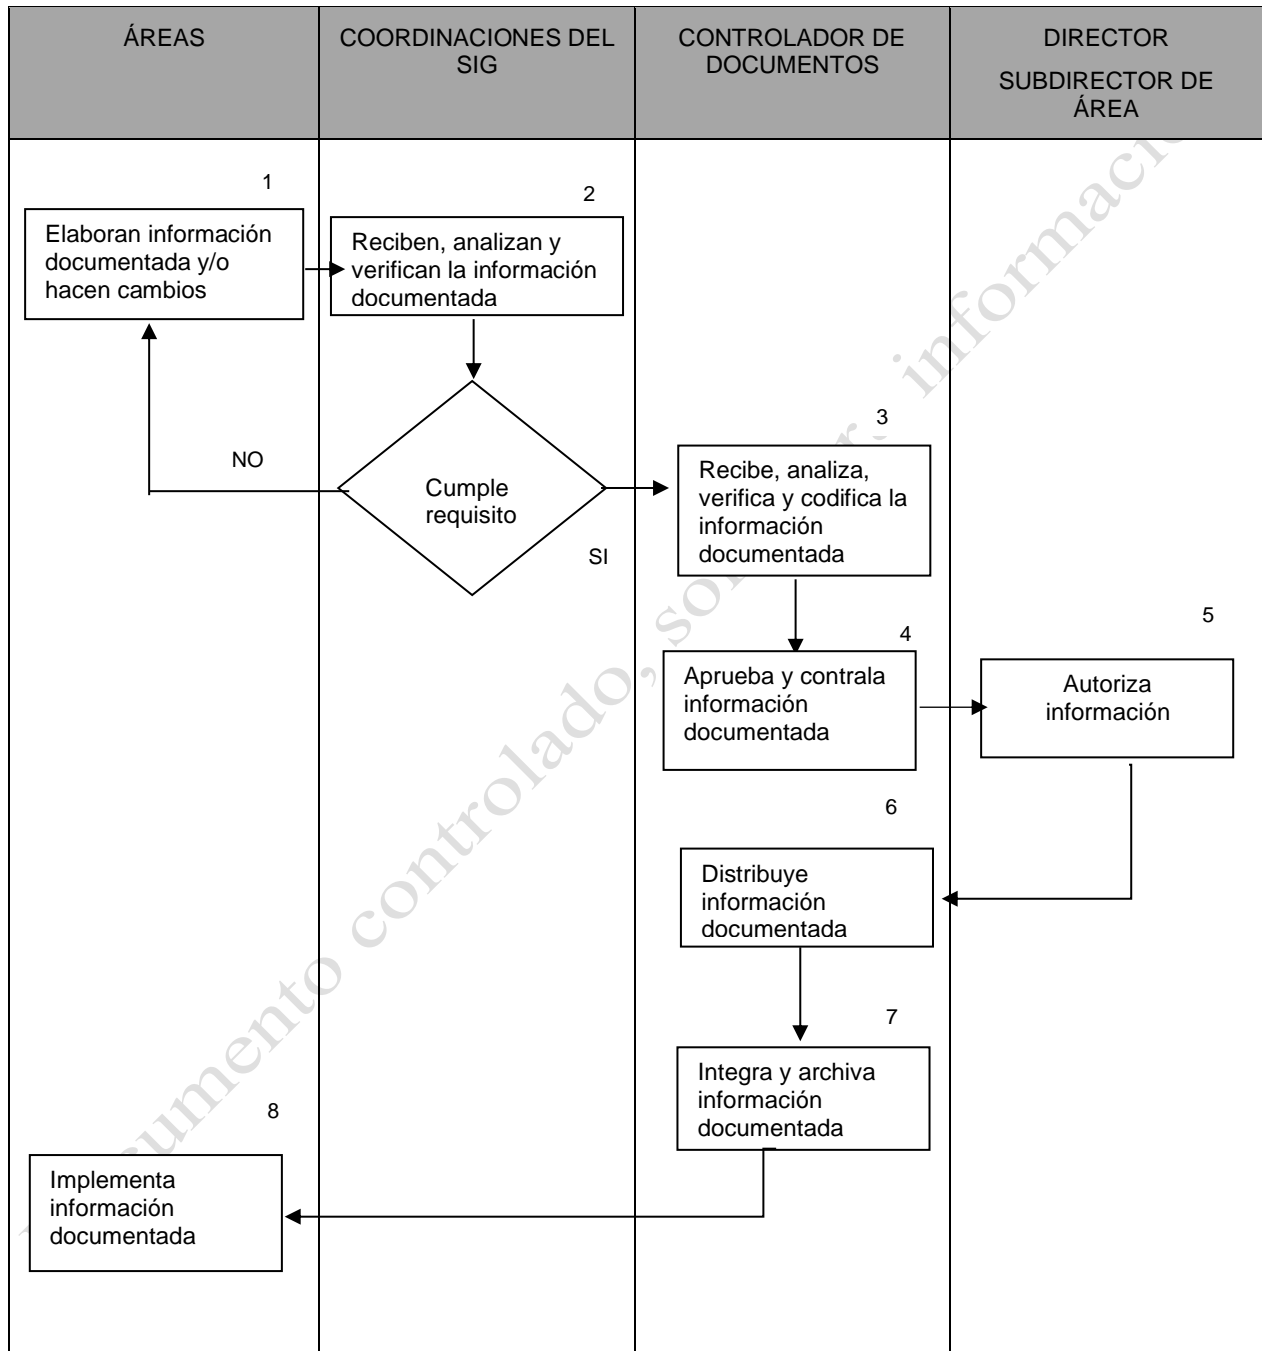 ÁREAS
COORDINACIONES DEL
SIG
CONTROLADOR DE
DOCUMENTOS
DIRECTOR
SUBDIRECTOR DE
ÁREA
1
Elaboran información
documentada y/o
hacen cambios
2
Reciben, analizan y
verifican la información
documentada
NO
Cumple
requisito
SI
3
Recibe, analiza,
verifica y codifica la
información
documentada
4
Aprueba y contrala
información
documentada
5
Autoriza
información
6
Distribuye
información
documentada
7
Integra y archiva
información
documentada
8
Implementa
información
documentada
controlado,